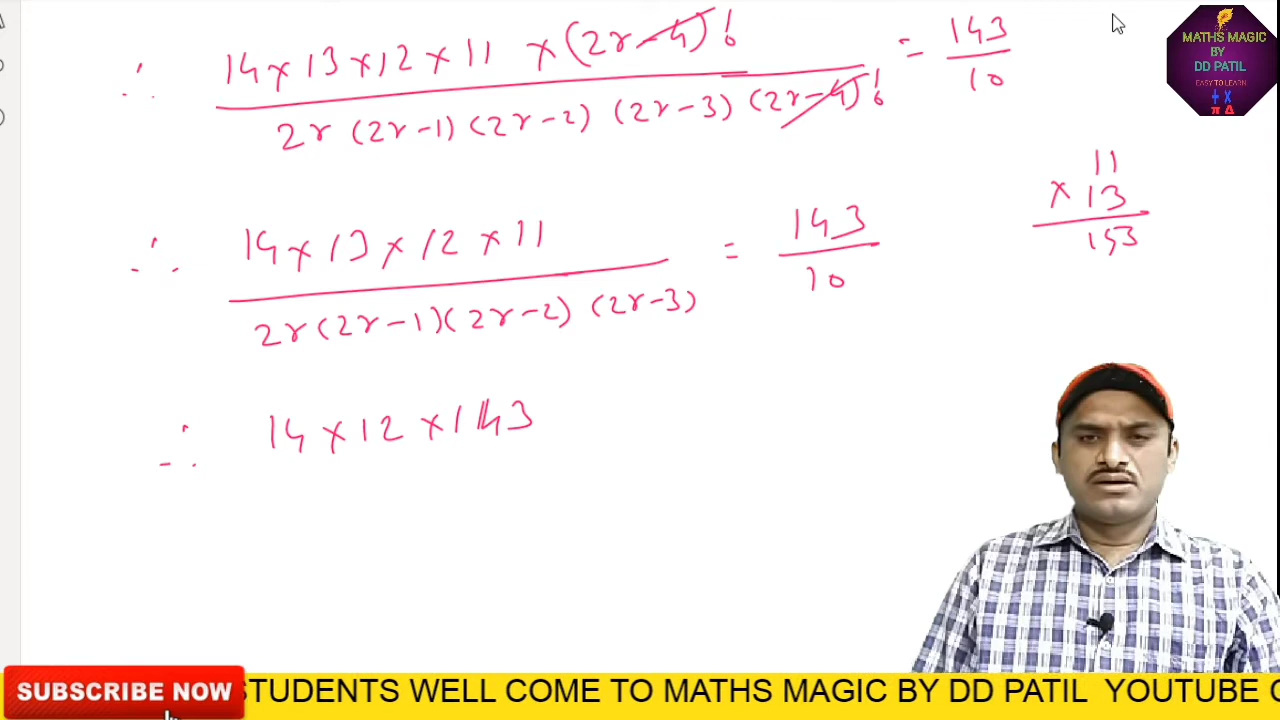 ∴ 14 × 13 × 12 × 11 × (2r-4)! / 2r (2r-1) (2r-2) (2r-3) (2r-4)! = 143/10
MATHS MAGIC
BY
DD PATIL
EASY TO LEARN
+ X
π Δ
11
× 13
143
∴ 14 × 13 × 12 × 11 / 2r (2r-1) (2r-2) (2r-3) = 143/10
∴ 14 × 12 × 143
SUBSCRIBE NOW
STUDENTS WELL COME TO MATHS MAGIC BY DD PATIL YOUTUBE C